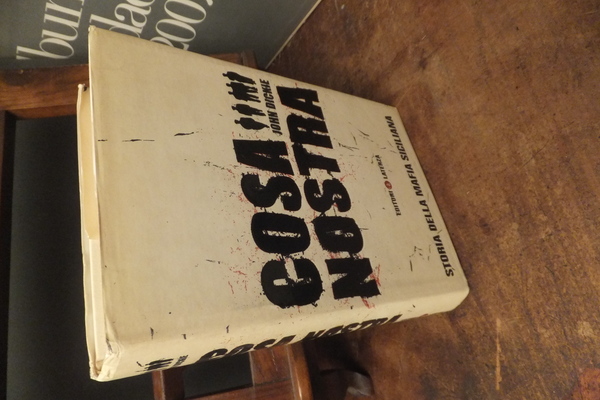 JOHN DICKIE
COSA
NOSTRA
EDITORI LATERZA
STORIA DELLA MAFIA SICILIANA
COSA NOSTRA